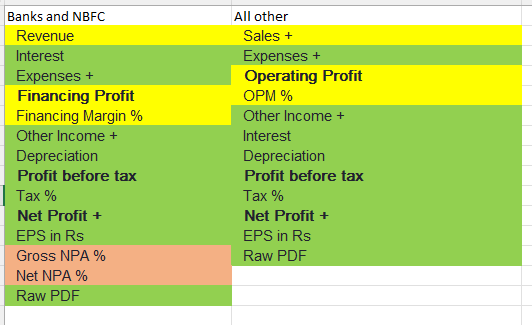 Banks and NBFC All other
Revenue Sales +
Interest Expenses +
Expenses + Operating Profit
Financing Profit OPM %
Financing Margin % Other Income +
Other Income + Interest
Depreciation Depreciation
Profit before tax Profit before tax
Tax % Tax %
Net Profit + Net Profit +
EPS in Rs EPS in Rs
Gross NPA % Raw PDF
Net NPA %
Raw PDF